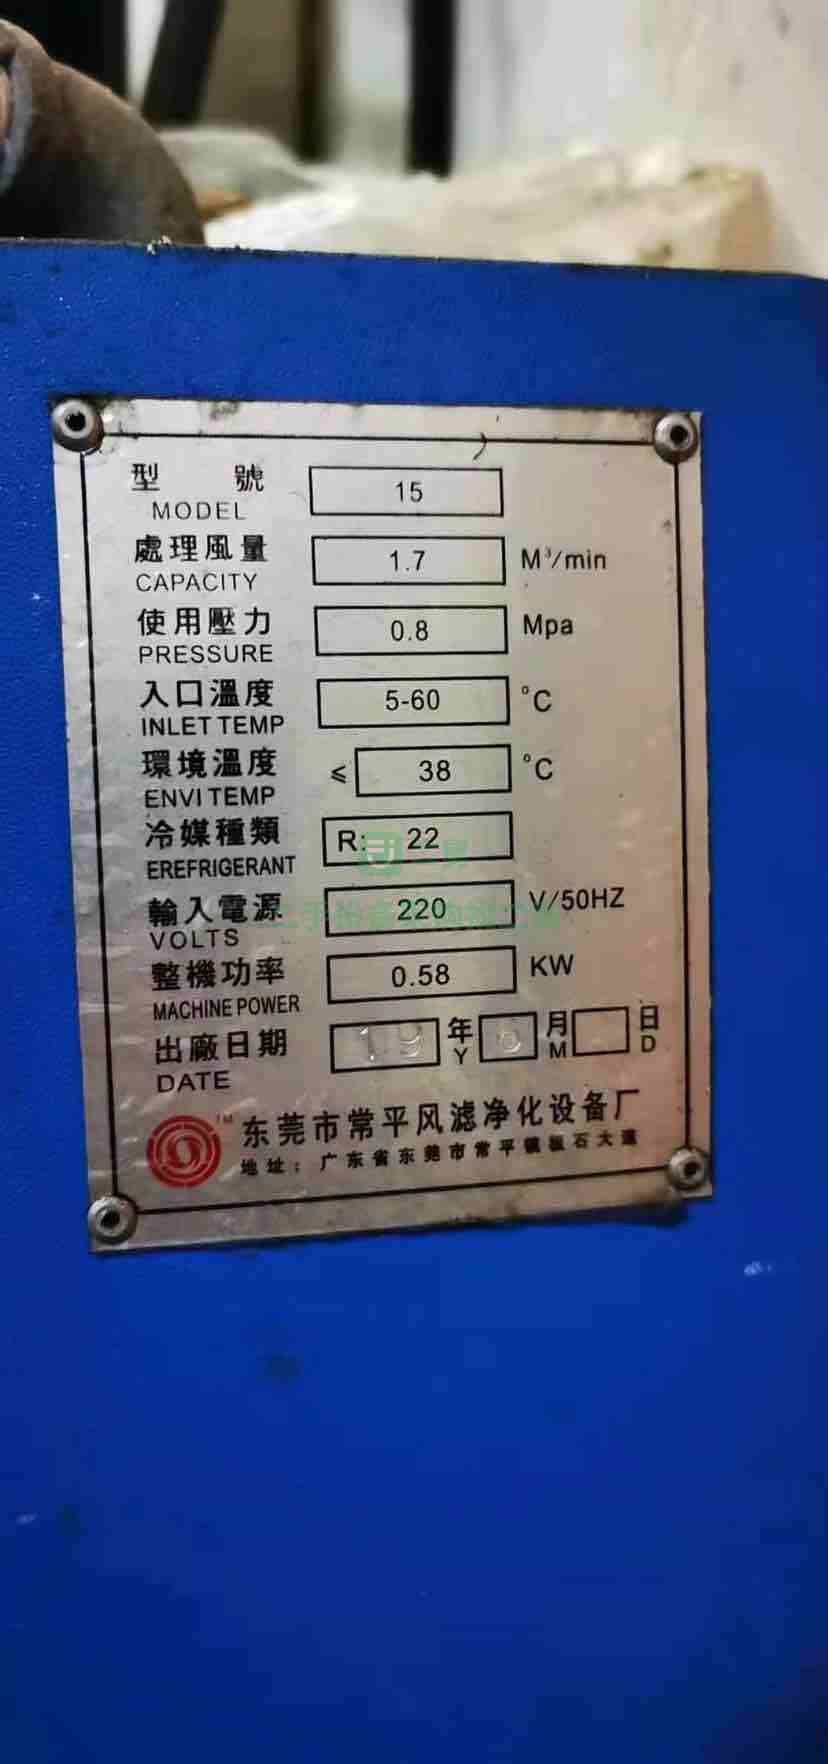 型 號 15
MODEL
處理風量 1.7 M³/min
CAPACITY
使用壓力 0.8 Mpa
PRESSURE
入口溫度 5-60 °C
INLET TEMP
環境溫度 ≤ 38 °C
ENVI TEMP
冷媒種類 R: 22
EREFRIGERANT
輸入電源 220 V/50HZ
VOLTS
整機功率 0.58 KW
MACHINE POWER
出廠日期 19 年 6 月 日
DATE Y M D
TM 东莞市常平风滤净化设备厂
地址：广东省东莞市常平镇板石大道